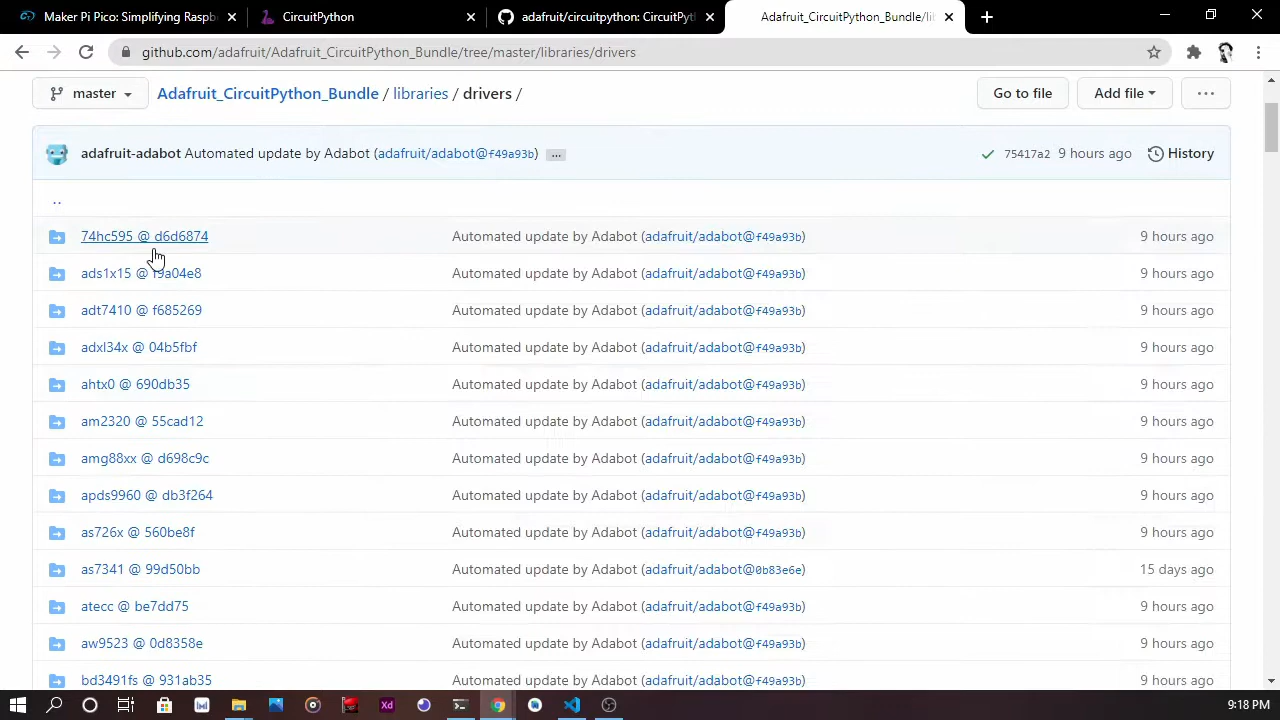 Maker Pi Pico: Simplifying Raspb
CircuitPython
adafruit/circuitpython: CircuitPyth
Adafruit_CircuitPython_Bundle/lib
github.com/adafruit/Adafruit_CircuitPython_Bundle/tree/master/libraries/drivers
master
Adafruit_CircuitPython_Bundle / libraries / drivers /
Go to file
Add file
adafruit-adabot Automated update by Adabot (adafruit/adabot@f49a93b) ...
75417a2 9 hours ago
History
..
74hc595 @ d6d6874 Automated update by Adabot (adafruit/adabot@f49a93b) 9 hours ago
ads1x15 @ f9a04e8 Automated update by Adabot (adafruit/adabot@f49a93b) 9 hours ago
adt7410 @ f685269 Automated update by Adabot (adafruit/adabot@f49a93b) 9 hours ago
adxl34x @ 04b5fbf Automated update by Adabot (adafruit/adabot@f49a93b) 9 hours ago
ahtx0 @ 690db35 Automated update by Adabot (adafruit/adabot@f49a93b) 9 hours ago
am2320 @ 55cad12 Automated update by Adabot (adafruit/adabot@f49a93b) 9 hours ago
amg88xx @ d698c9c Automated update by Adabot (adafruit/adabot@f49a93b) 9 hours ago
apds9960 @ db3f264 Automated update by Adabot (adafruit/adabot@f49a93b) 9 hours ago
as726x @ 560be8f Automated update by Adabot (adafruit/adabot@f49a93b) 9 hours ago
as7341 @ 99d50bb Automated update by Adabot (adafruit/adabot@0b83e6e) 15 days ago
atecc @ be7dd75 Automated update by Adabot (adafruit/adabot@f49a93b) 9 hours ago
aw9523 @ 0d8358e Automated update by Adabot (adafruit/adabot@f49a93b) 9 hours ago
bd3491fs @ 931ab35 Automated update by Adabot (adafruit/adabot@f49a93b) 9 hours ago
Xd
9:18 PM